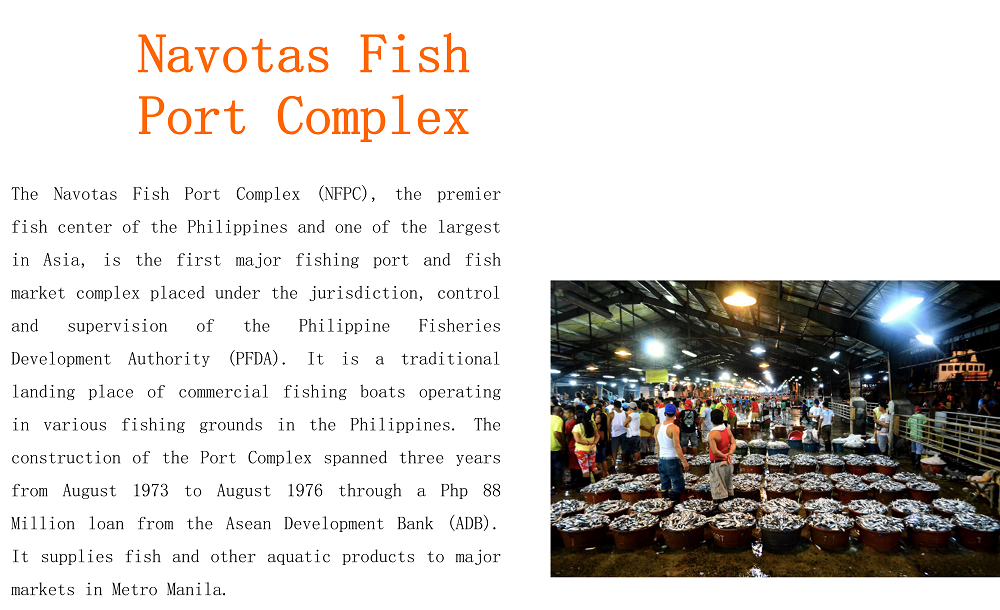 Navotas Fish
Port Complex
The Navotas Fish Port Complex (NFPC), the premier
fish center of the Philippines and one of the largest
in Asia, is the first major fishing port and fish
market complex placed under the jurisdiction, control
and supervision of the Philippine Fisheries
Development Authority (PFDA). It is a traditional
landing place of commercial fishing boats operating
in various fishing grounds in the Philippines. The
construction of the Port Complex spanned three years
from August 1973 to August 1976 through a Php 88
Million loan from the Asean Development Bank (ADB).
It supplies fish and other aquatic products to major
markets in Metro Manila.